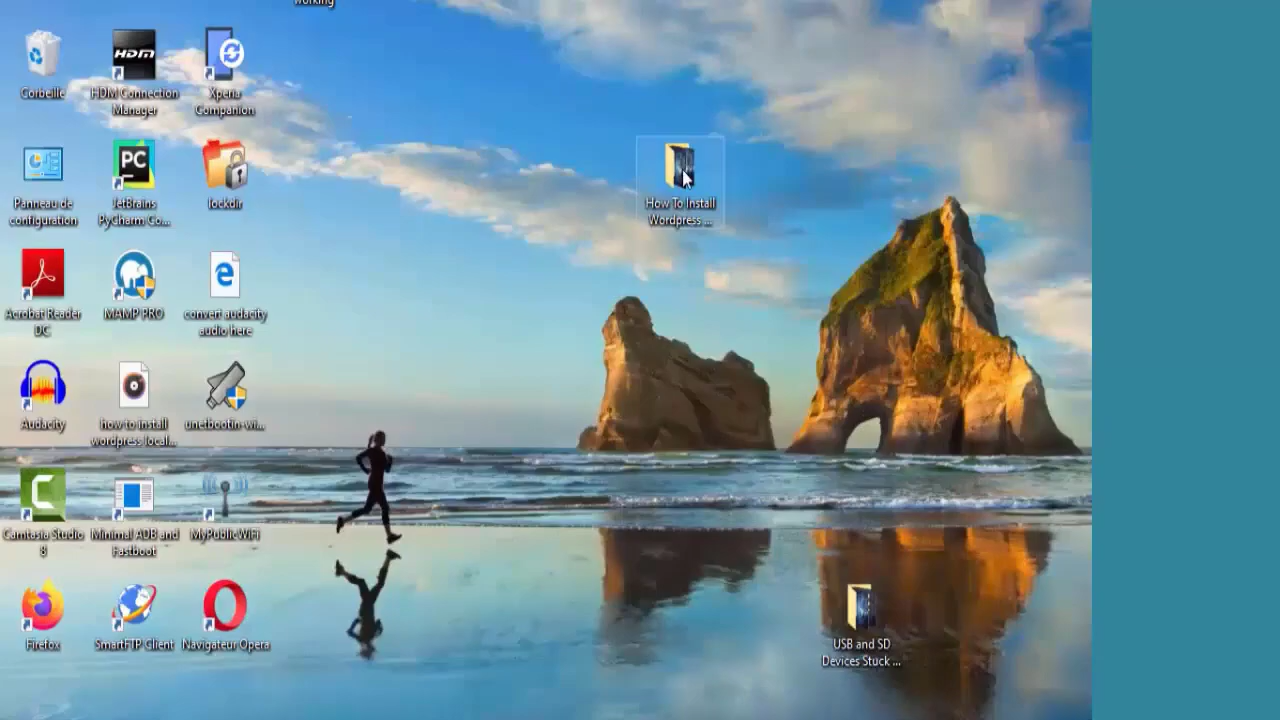 working
Corbeille
HDM
HDM Connection
Manager
Xperia
Companion
Panneau de
configuration
PC
JetBrains
PyCharm Co...
lockdir
How To Install
Wordpress ...
Acrobat Reader
DC
MAMP PRO
convert audacity
audio here
Audacity
how to install
wordpress local...
unetbootin-wi...
Camtasia Studio
8
Minimal ADB and
Fastboot
MyPublicWiFi
Firefox
SmartFTP Client
Navigateur Opera
USB and SD
Devices Stuck ...